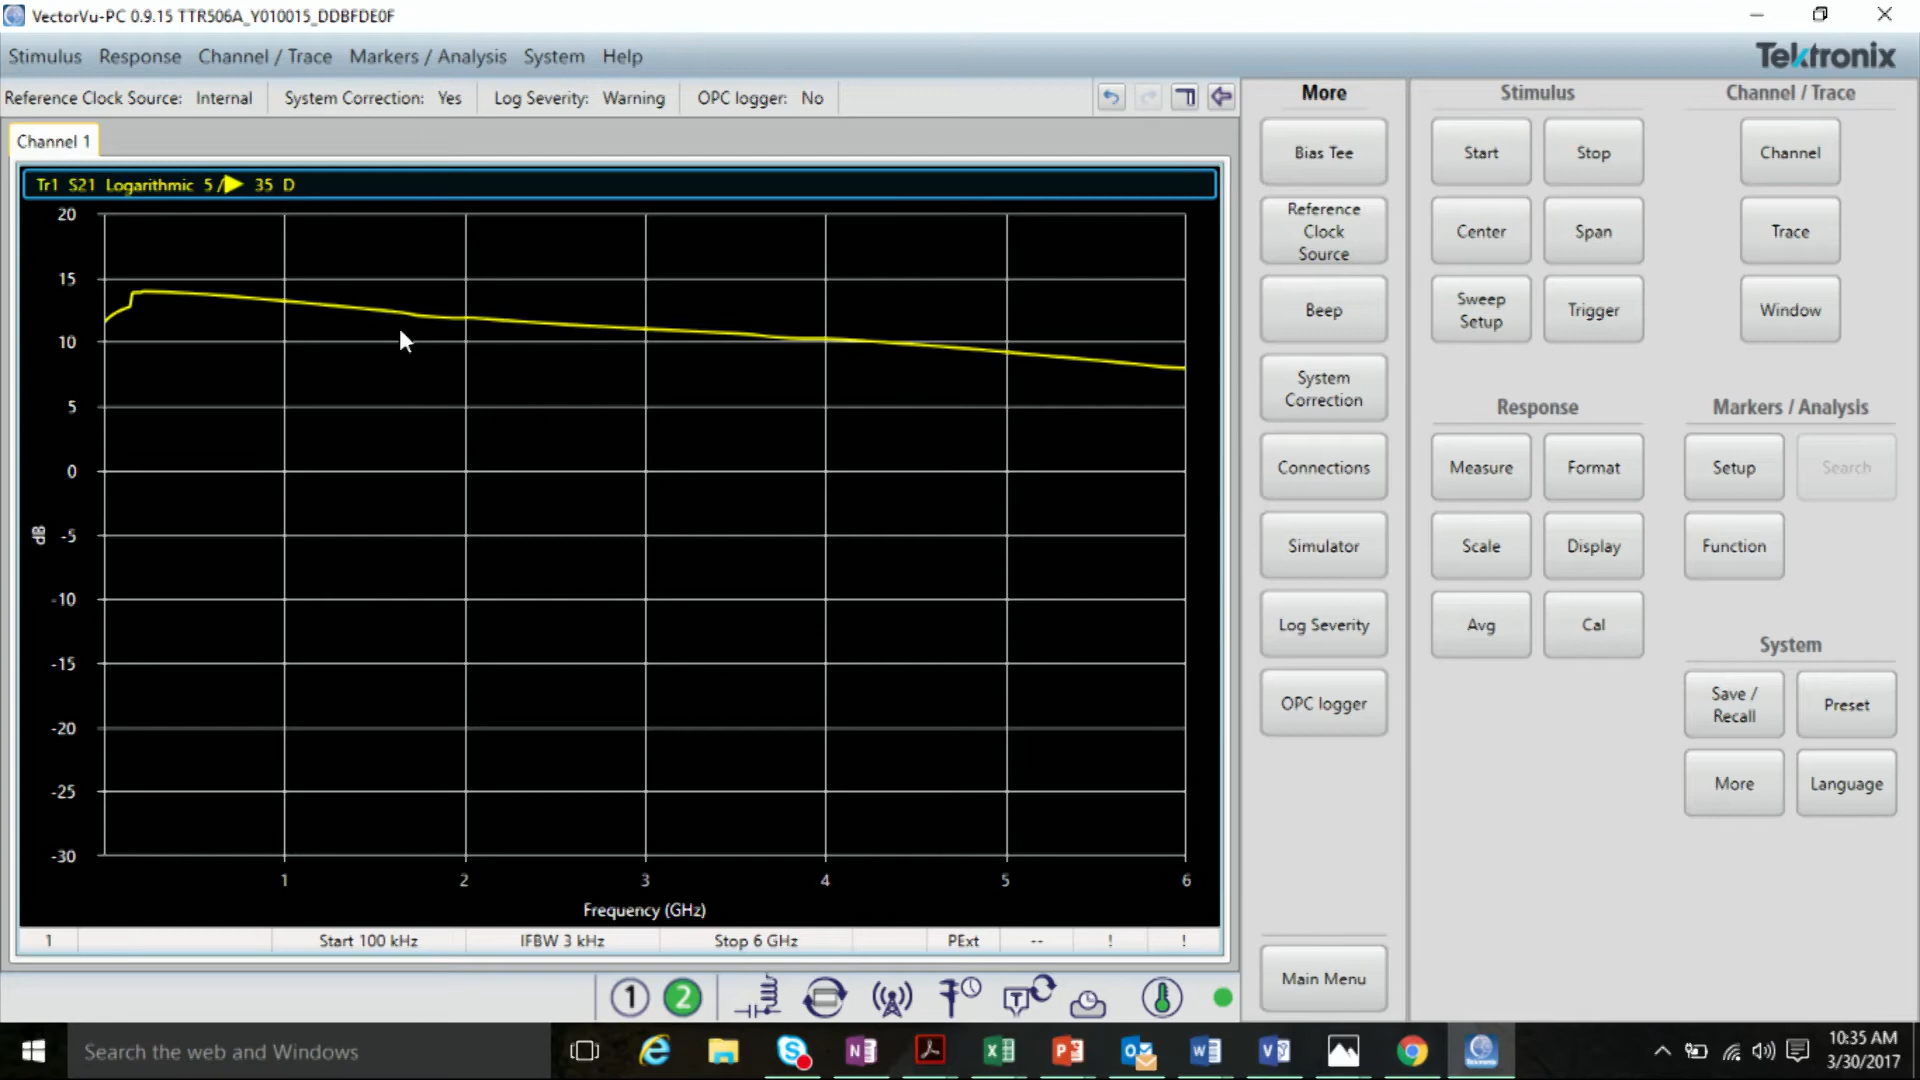 VectorVu-PC 0.9.15 TTR506A_Y010015_DDBFDE0F
Stimulus Response Channel / Trace Markers / Analysis System Help
Tektronix
Reference Clock Source: Internal System Correction: Yes Log Severity: Warning OPC logger: No
Channel 1
Tr1 S21 Logarithmic 5 / 35 D
20
15
10
5
0
-5
-10
-15
-20
-25
-30
dB
1 2 3 4 5 6
Frequency (GHz)
1 Start 100 kHz IFBW 3 kHz Stop 6 GHz PExt -- ! !
1 2
More
Bias Tee
Reference
Clock
Source
Beep
System
Correction
Connections
Simulator
Log Severity
OPC logger
Main Menu
Stimulus
Start Stop
Center Span
Sweep
Setup
Trigger
Response
Measure Format
Scale Display
Avg Cal
Channel / Trace
Channel
Trace
Window
Markers / Analysis
Setup Search
Function
System
Save /
Recall
Preset
More Language
Search the web and Windows
10:35 AM
3/30/2017